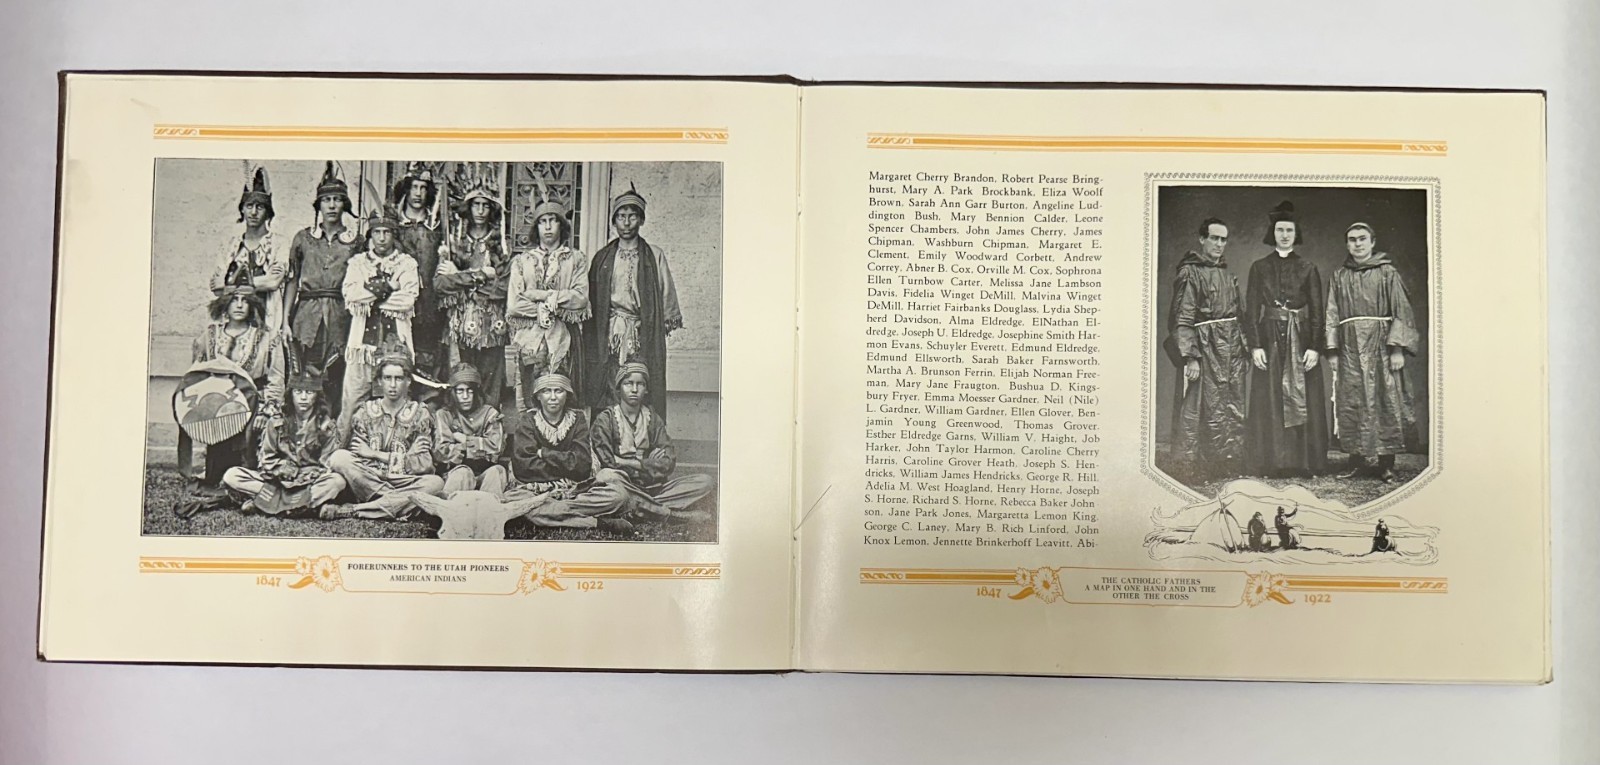 FORERUNNERS TO THE UTAH PIONEERS
AMERICAN INDIANS
1847
1922
Margaret Cherry Brandon, Robert Pearse Bring-
hurst, Mary A. Park Brockbank, Eliza Woolf
Brown, Sarah Ann Garr Burton, Angeline Lud-
dington Bush, Mary Bennion Calder, Leone
Spencer Chambers, John James Cherry, James
Chipman, Washburn Chipman, Margaret E.
Clement, Emily Woodward Corbett, Andrew
Correy, Abner B. Cox, Orville M. Cox, Sophrona
Ellen Turnbow Carter, Melissa Jane Lambson
Davis, Fidelia Winget DeMill, Malvina Winget
DeMill, Harriet Fairbanks Douglass, Lydia Shep-
herd Davidson, Alma Eldredge, ElNathan El-
dredge, Joseph U. Eldredge, Josephine Smith Har-
mon Evans, Schuyler Everett, Edmund Eldredge,
Edmund Ellsworth, Sarah Baker Farnsworth,
Martha A. Brunson Ferrin, Elijah Norman Free-
man, Mary Jane Fraugton, Bushua D. Kings-
bury Fryer, Emma Moesser Gardner, Neil (Nile)
L. Gardner, William Gardner, Ellen Glover, Ben-
jamin Young Greenwood, Thomas Grover,
Esther Eldredge Garns, William V. Haight, Job
Harker, John Taylor Harmon, Caroline Cherry
Harris, Caroline Grover Heath, Joseph S. Hen-
dricks, William James Hendricks, George R. Hill,
Adelia M. West Hoagland, Henry Horne, Joseph
S. Horne, Richard S. Horne, Rebecca Baker John-
son, Jane Park Jones, Margaretta Lemon King,
George C. Laney, Mary B. Rich Linford, John
Knox Lemon, Jennette Brinkerhoff Leavitt, Abi-
THE CATHOLIC FATHERS
A MAP IN ONE HAND AND IN THE
OTHER THE CROSS
1847
1922